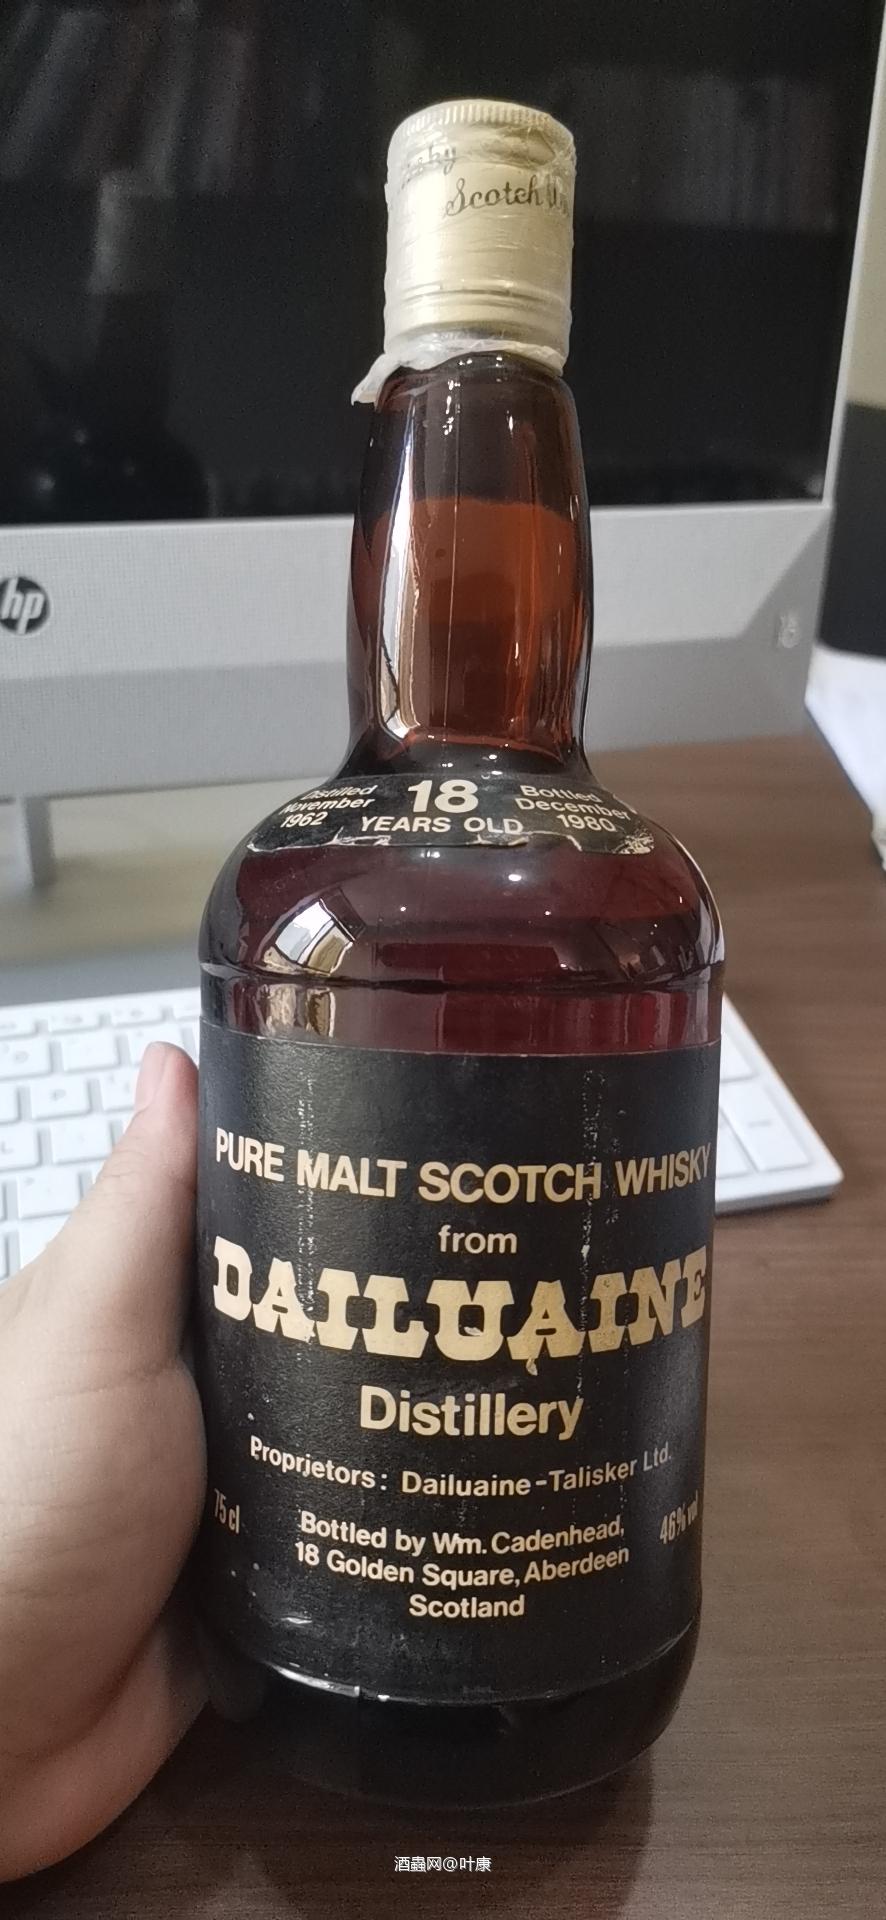 Scotch
hp
Distilled
November
1962
18
YEARS OLD
Bottled
December
1980
PURE MALT SCOTCH WHISKY
from
DAILUAINE
Distillery
Proprietors: Dailuaine-Talisker Ltd.
75 cl
46% vol
Bottled by Wm. Cadenhead,
18 Golden Square, Aberdeen
Scotland
酒蟲网@叶康